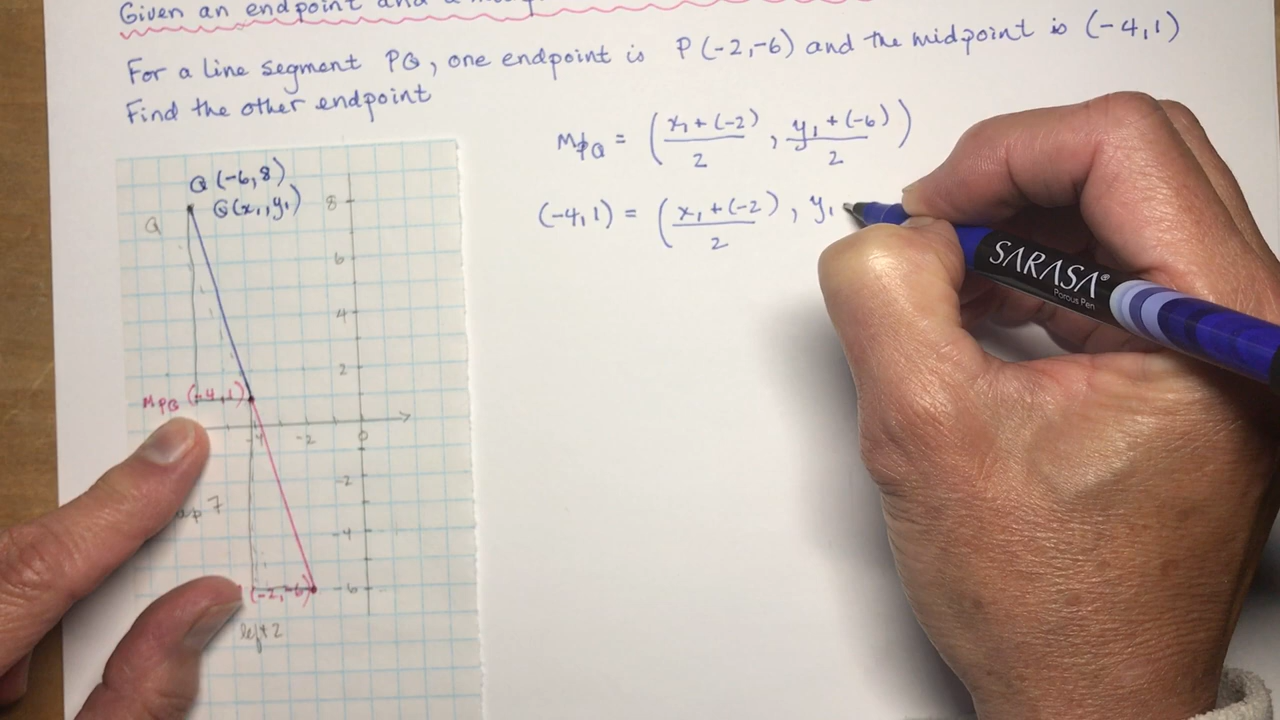 Given an endpoint and a
For a line segment PQ, one endpoint is P(-2,-6) and the midpoint is (-4,1)
Find the other endpoint
M_PQ = ( (x₁+(-2))/2 , (y₁+(-6))/2 )
(-4,1) = ( (x₁+(-2))/2 , y₁
Q(-6,8)
Q(x₁,y₁)
Q
8
6
4
2
M_PQ (-4,1)
-4 -2 0
-2
up 7
-4
(-2,-6) -6
left 2
SARASA®
Porous Pen